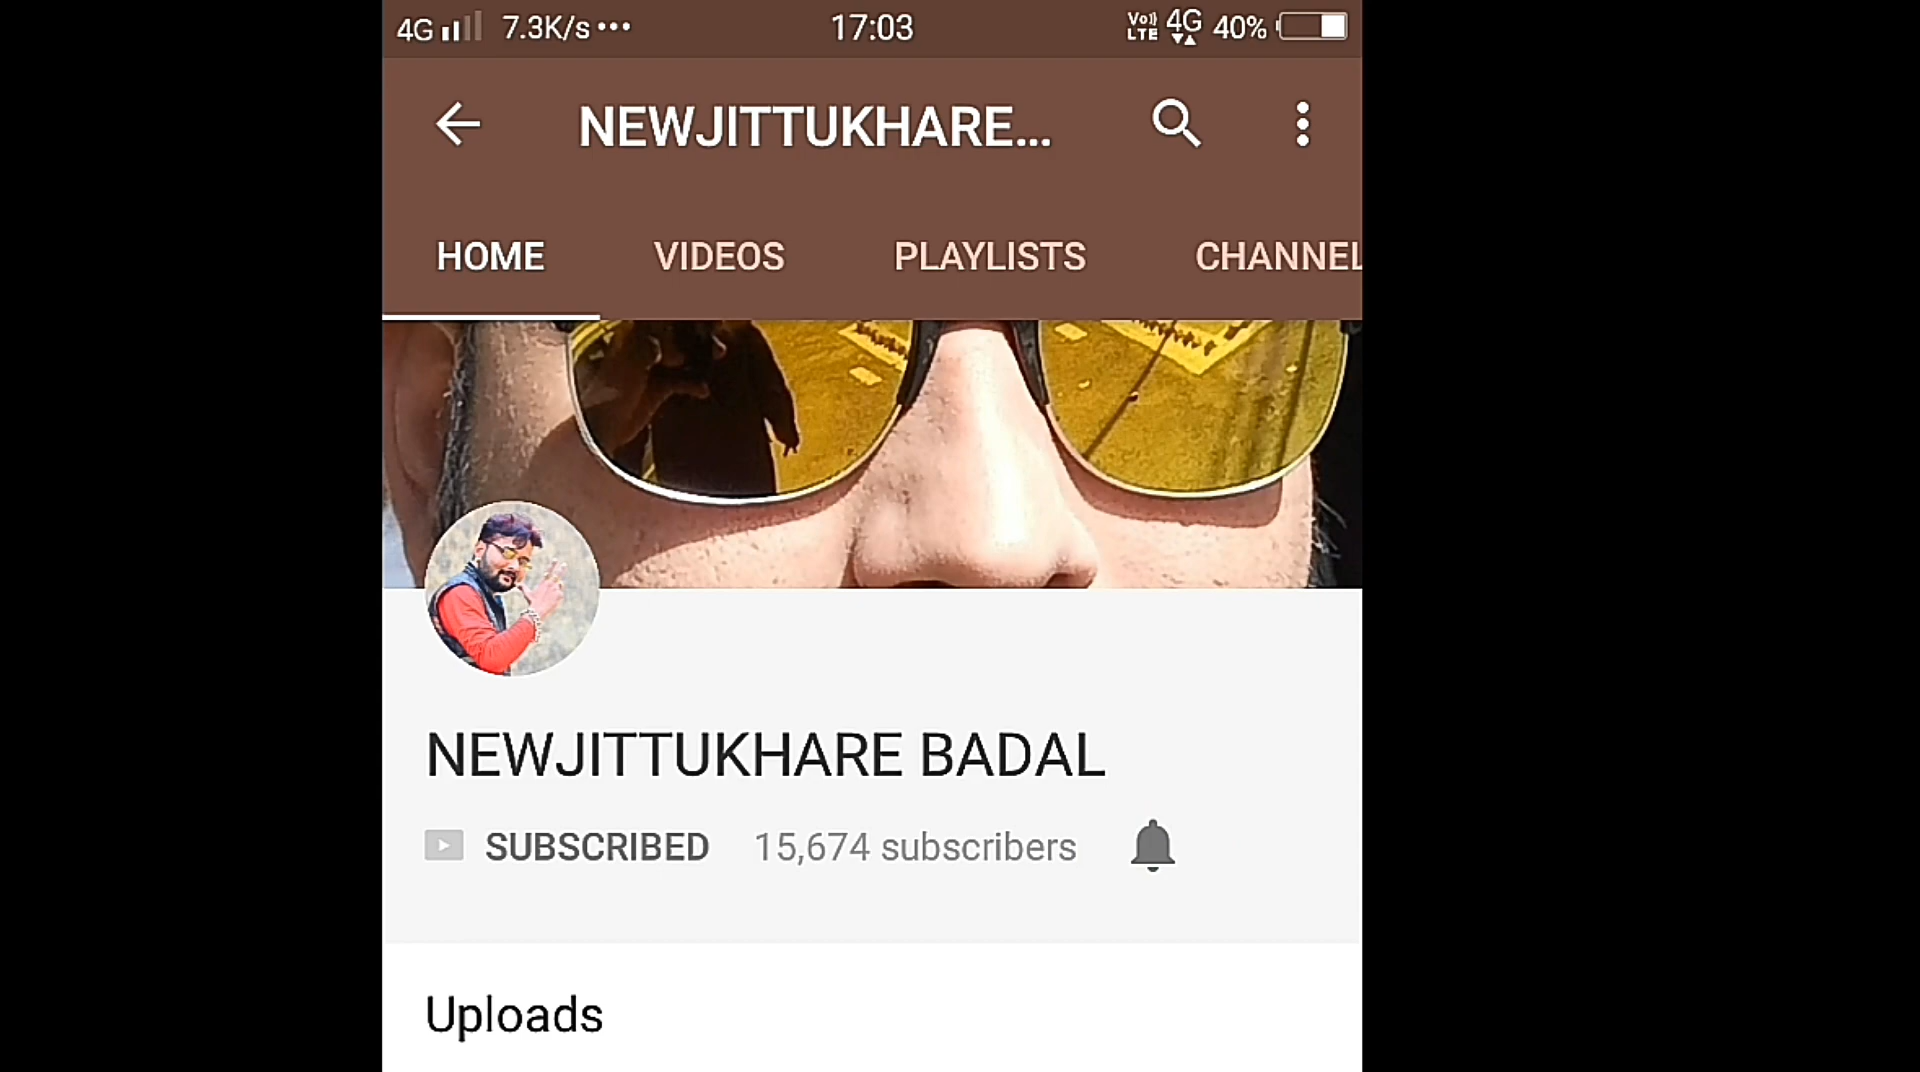 4G 7.3K/s ••• 17:03 Vo)) LTE 4G 40%
NEWJITTUKHARE...
HOME VIDEOS PLAYLISTS CHANNEL
NEWJITTUKHARE BADAL
SUBSCRIBED 15,674 subscribers
Uploads